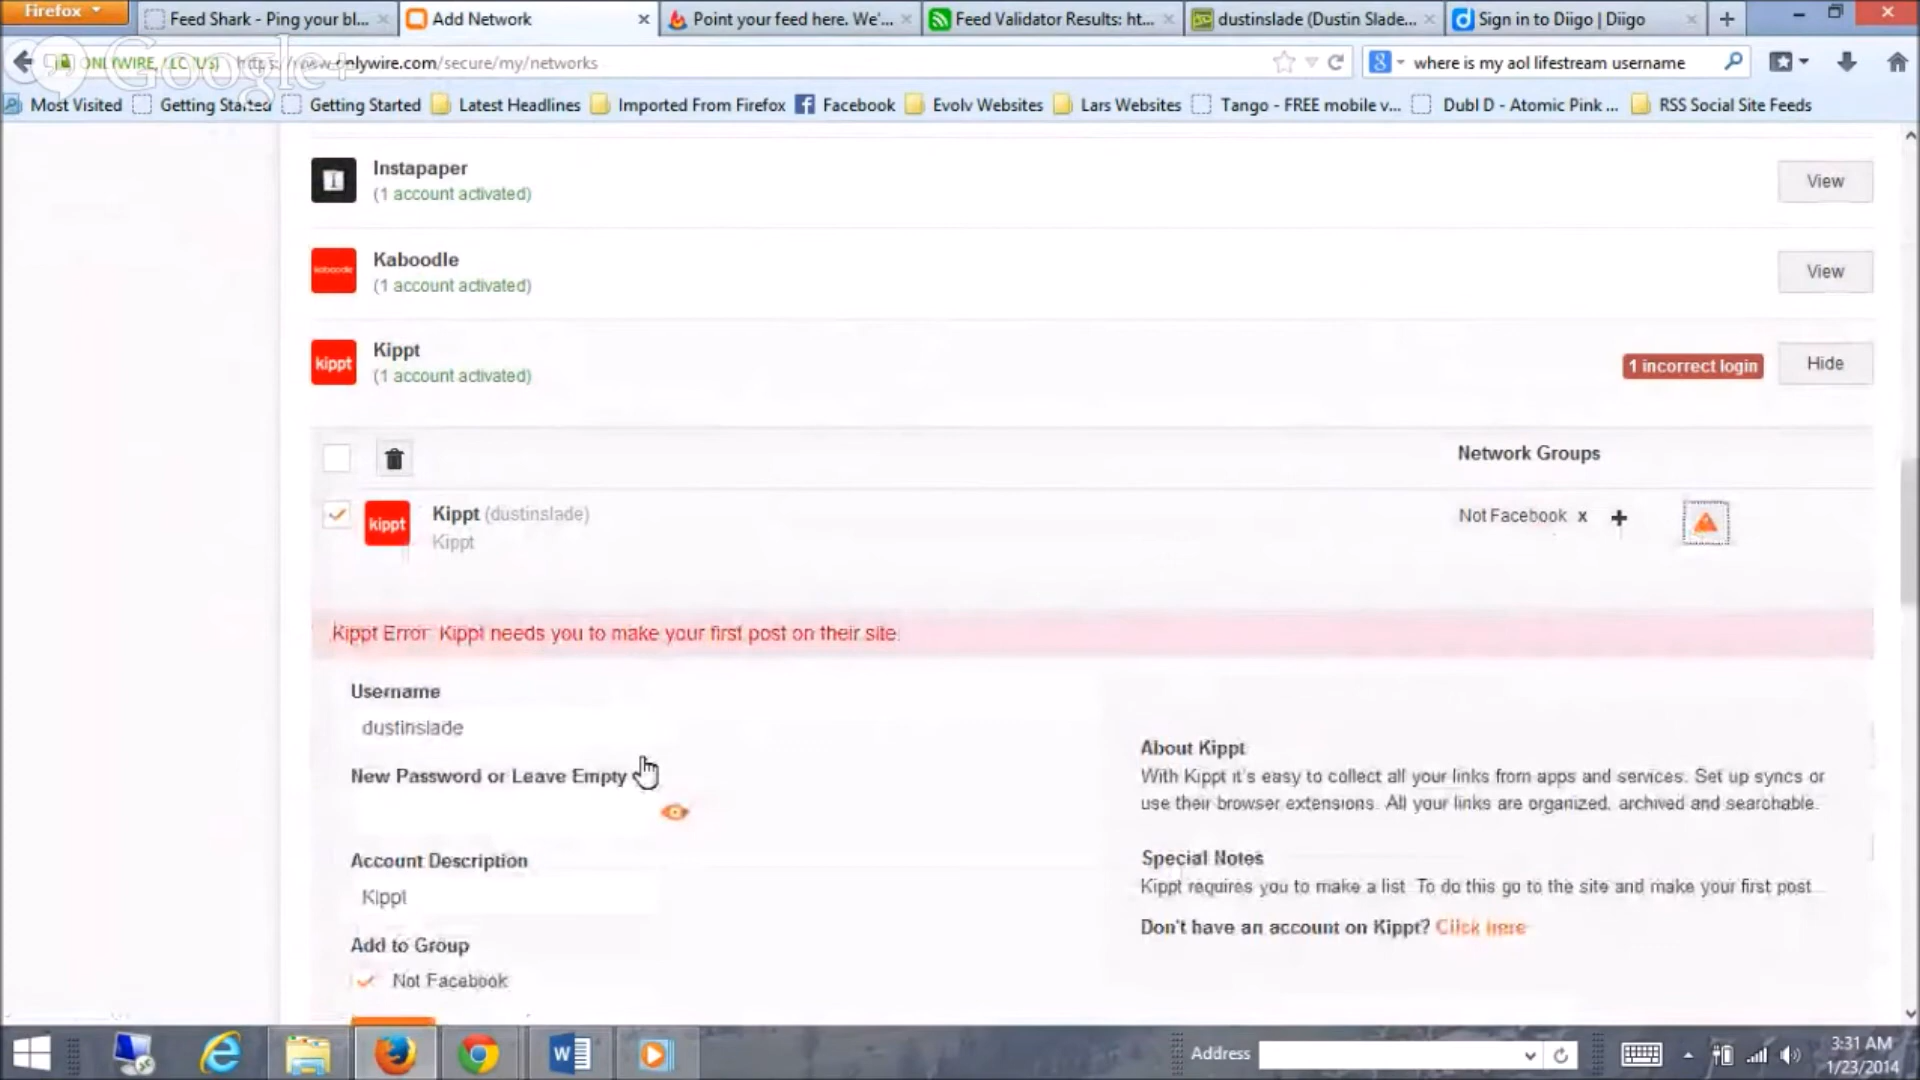 Firefox
Feed Shark - Ping your bl...
Add Network
Point your feed here. We'...
Feed Validator Results: ht...
dustinslade (Dustin Slade...
Sign in to Diigo | Diigo
Google+
where is my aol lifestream username
Most Visited
Getting Started
Getting Started
Latest Headlines
Imported From Firefox
Facebook
Evolv Websites
Lars Websites
Tango - FREE mobile v...
Dubl D - Atomic Pink ...
RSS Social Site Feeds
Instapaper
(1 account activated)
View
kaboodle
Kaboodle
(1 account activated)
View
kippt
Kippt
(1 account activated)
1 incorrect login
Hide
Network Groups
kippt
Kippt (dustinslade)
Kippt
Not Facebook x
Kippt Error: Kippt needs you to make your first post on their site.
Username
dustinslade
New Password or Leave Empty
Account Description
Kippt
Add to Group
Not Facebook
About Kippt
With Kippt it's easy to collect all your links from apps and services. Set up syncs or
use their browser extensions. All your links are organized, archived and searchable.
Special Notes
Kippt requires you to make a list. To do this go to the site and make your first post
Don't have an account on Kippt? Click here
Address
3:31 AM
1/23/2014